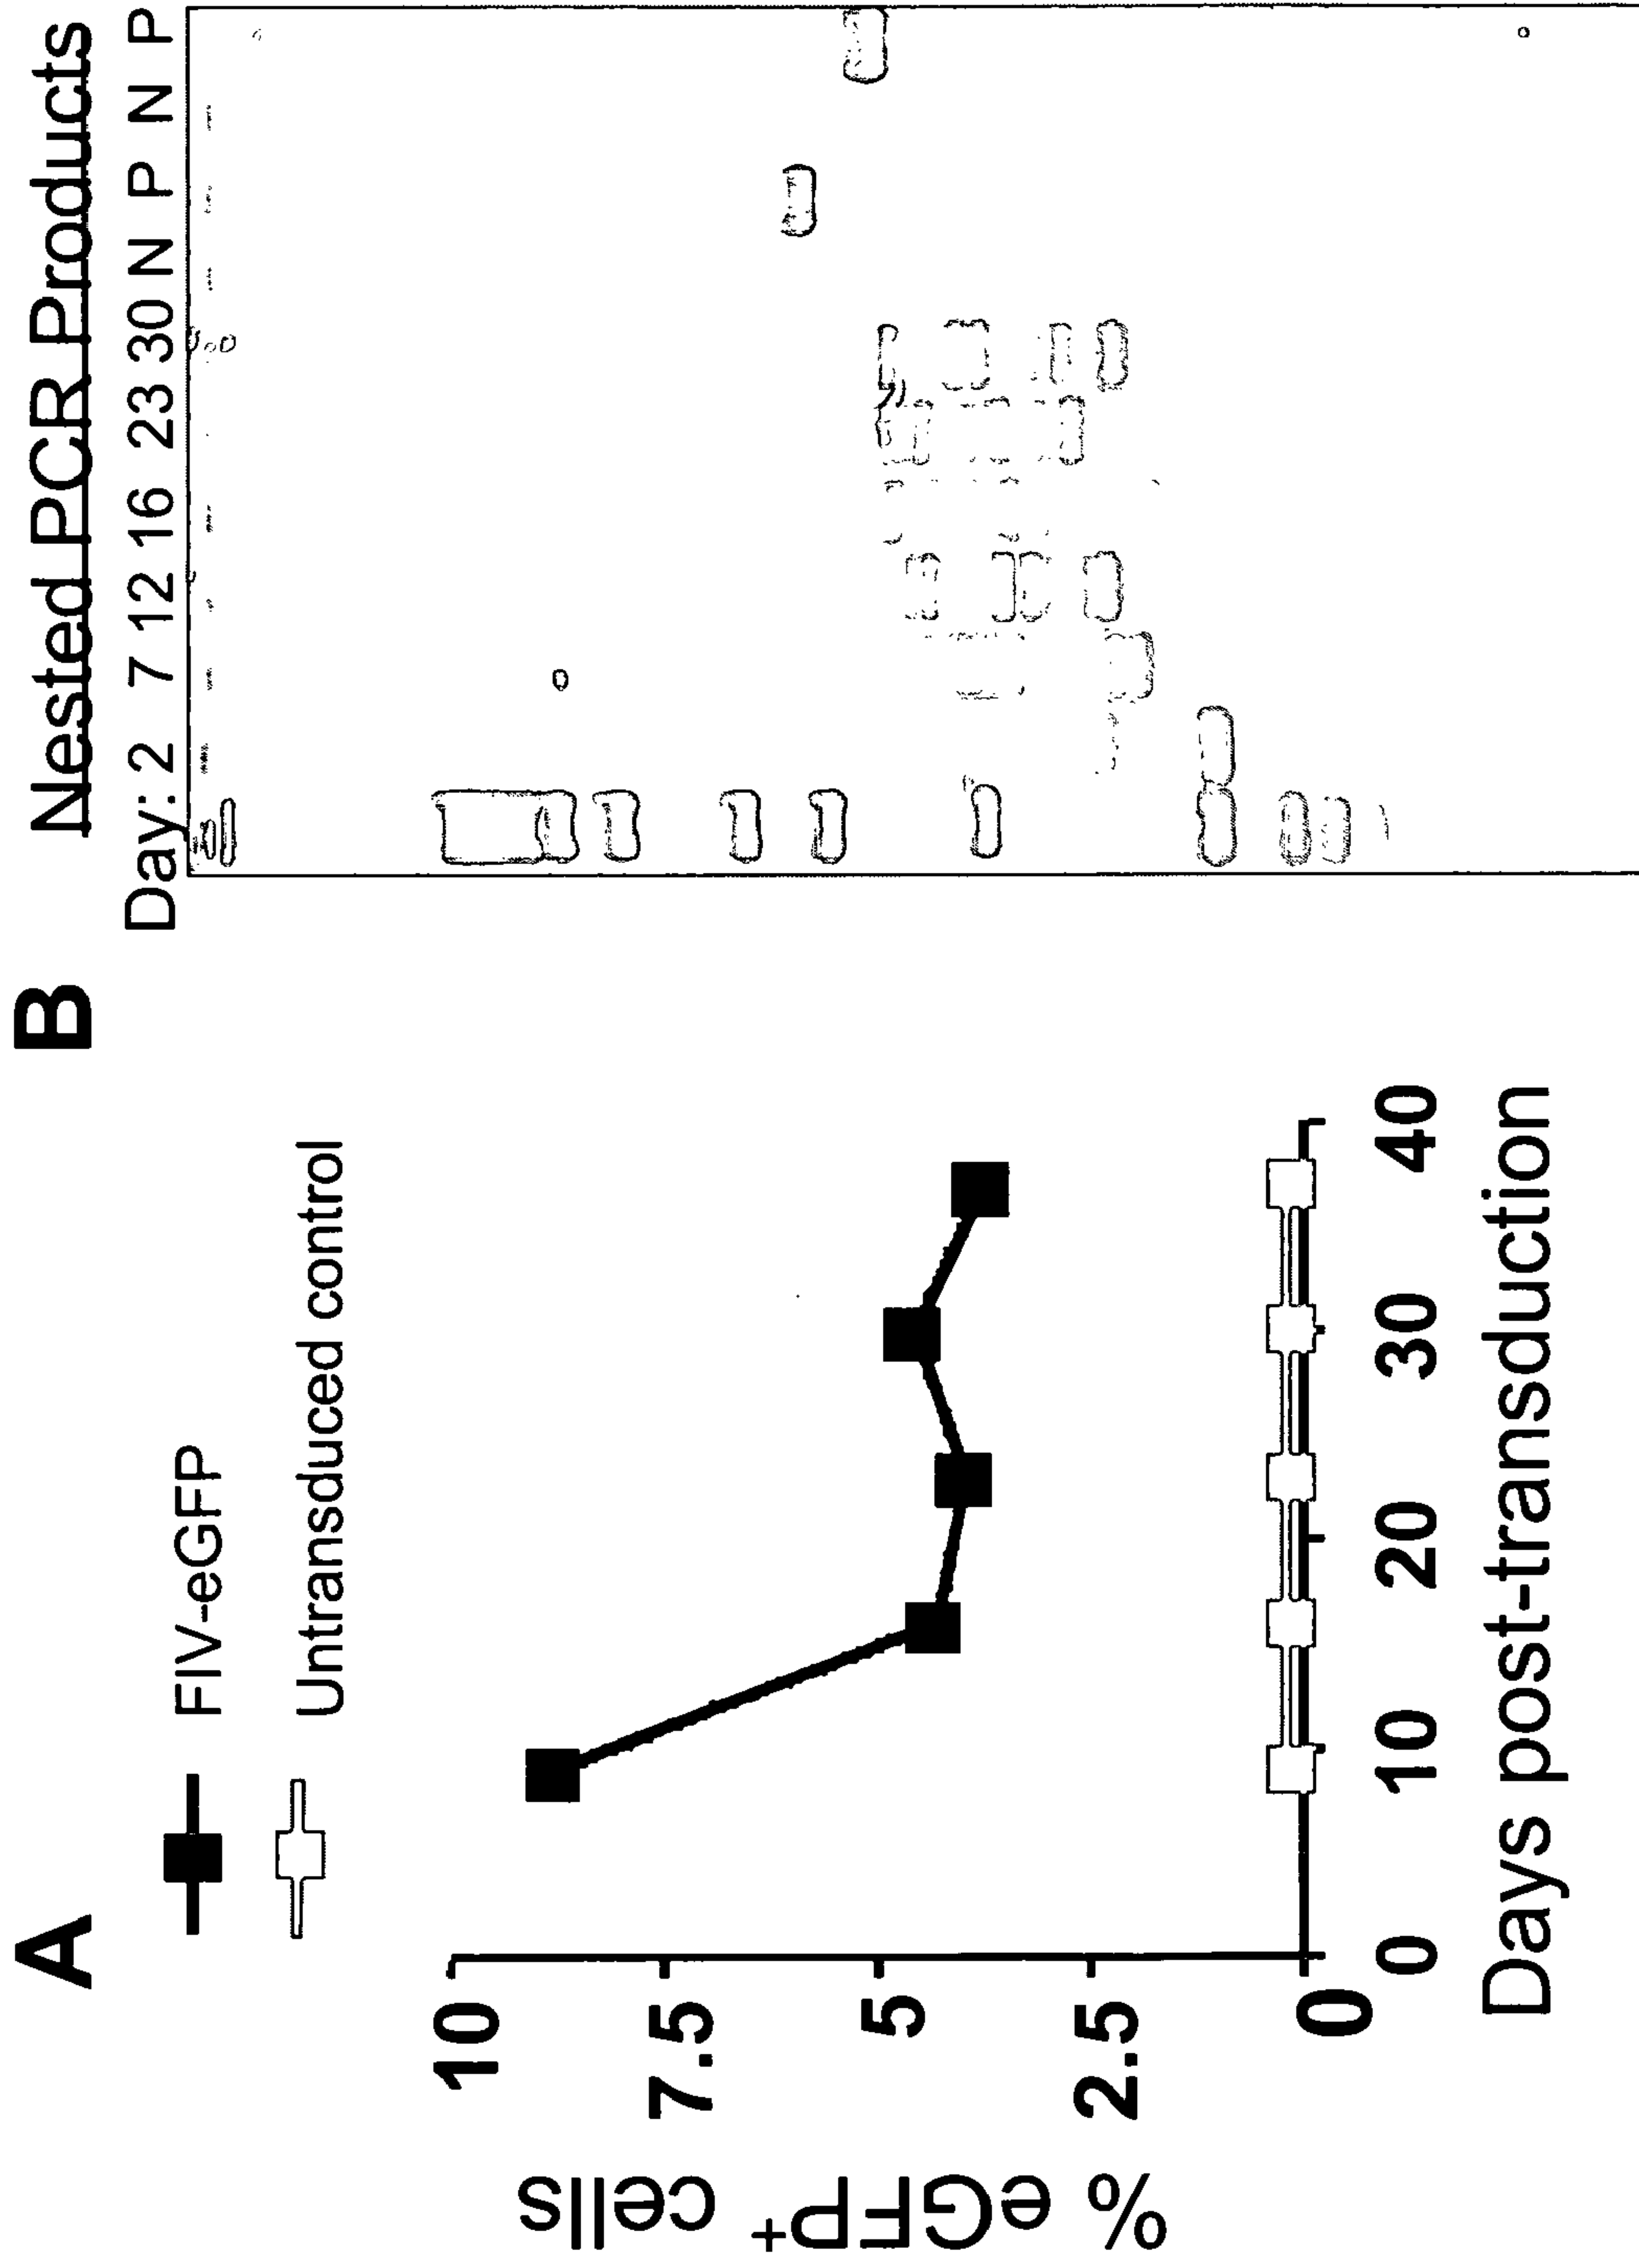 A
FIV-eGFP
Untransduced control
10
7.5
5
2.5
0
% eGFP⁺ cells
0 10 20 30 40
Days post-transduction
B
Nested PCR Products
Day: 2 7 12 16 23 30 N P N P